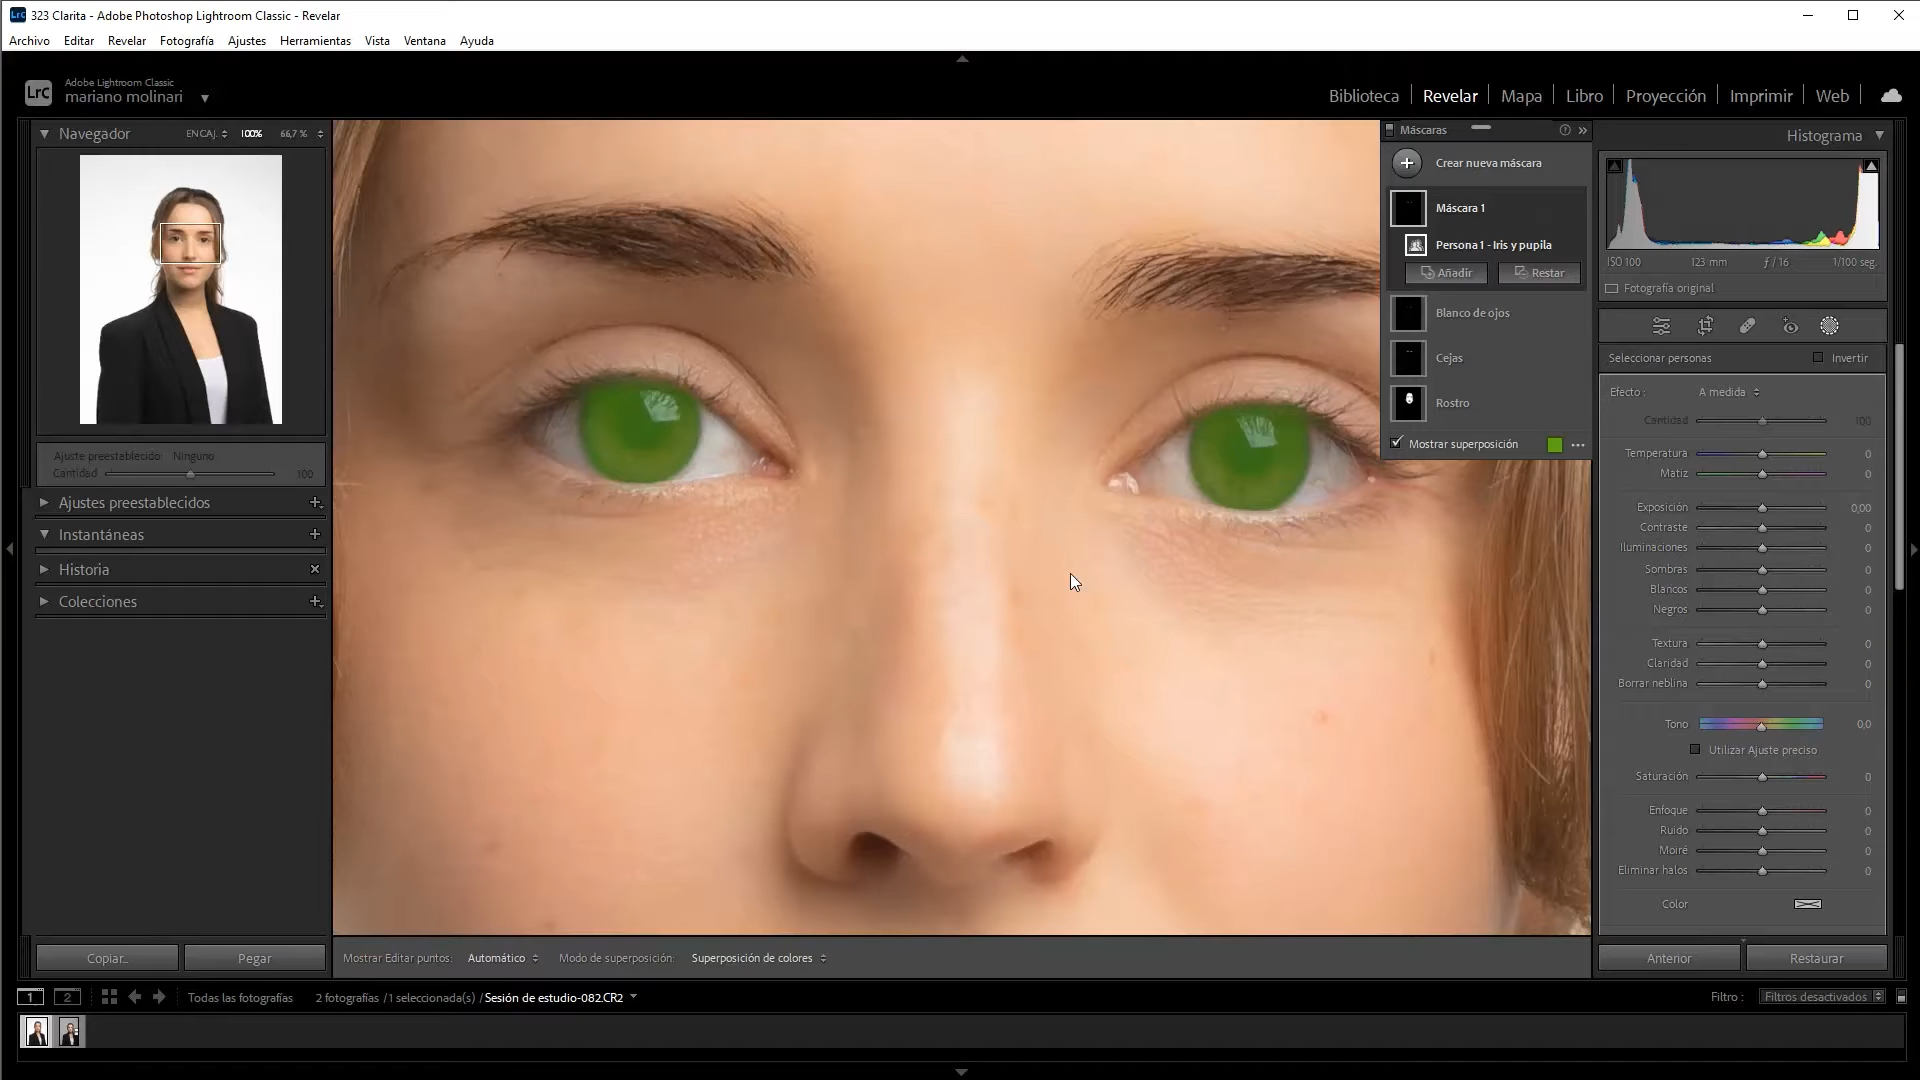 Lrc 323 Clarita - Adobe Photoshop Lightroom Classic - Revelar
Archivo Editar Revelar Fotografía Ajustes Herramientas Vista Ventana Ayuda
LrC Adobe Lightroom Classic
mariano molinari
Biblioteca Revelar Mapa Libro Proyección Imprimir Web
Navegador ENCAJ. 100% 66,7 %
Ajuste preestablecido: Ninguno
Cantidad 100
Ajustes preestablecidos
Instantáneas
Historia
Colecciones
Copiar...
Pegar
Máscaras
Crear nueva máscara
Máscara 1
Persona 1 - Iris y pupila
Añadir Restar
Blanco de ojos
Cejas
Rostro
Mostrar superposición
Histograma
ISO 100 123 mm ƒ / 16 1/100 seg.
Fotografía original
Seleccionar personas Invertir
Efecto : A medida
Cantidad 100
Temperatura 0
Matiz 0
Exposición 0,00
Contraste 0
Iluminaciones 0
Sombras 0
Blancos 0
Negros 0
Textura 0
Claridad 0
Borrar neblina 0
Tono 0,0
Utilizar Ajuste preciso
Saturación 0
Enfoque 0
Ruido 0
Moiré 0
Eliminar halos 0
Color
Anterior Restaurar
Mostrar Editar puntos: Automático Modo de superposición: Superposición de colores
1 2 Todas las fotografías 2 fotografías /1 seleccionada(s) /Sesión de estudio-082.CR2
Filtro : Filtros desactivados